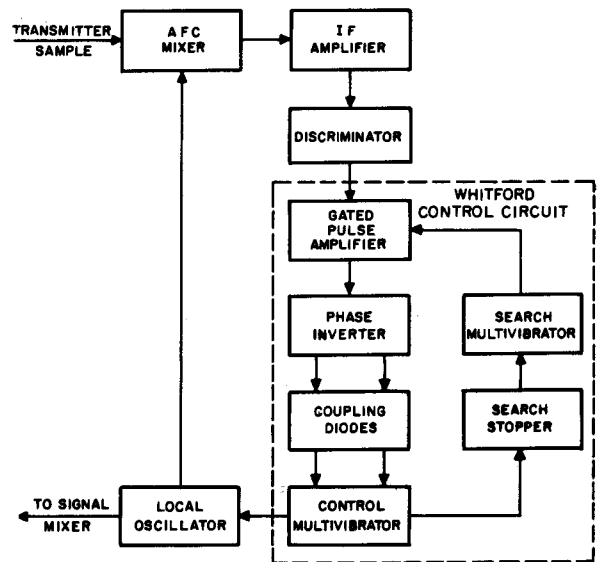 TRANSMITTER
SAMPLE
AFC
MIXER
IF
AMPLIFIER
DISCRIMINATOR
WHITFORD
CONTROL CIRCUIT
GATED
PULSE
AMPLIFIER
PHASE
INVERTER
SEARCH
MULTIVIBRATOR
COUPLING
DIODES
SEARCH
STOPPER
TO SIGNAL
MIXER
LOCAL
OSCILLATOR
CONTROL
MULTIVIBRATOR